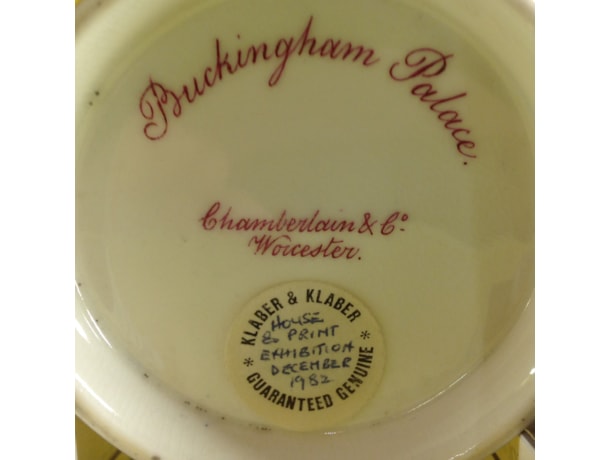 Buckingham Palace.
Chamberlain & Co.
Worcester.
* KLABER & KLABER *
HOUSE
& PRINT
EXHIBITION
DECEMBER
1982
GUARANTEED GENUINE